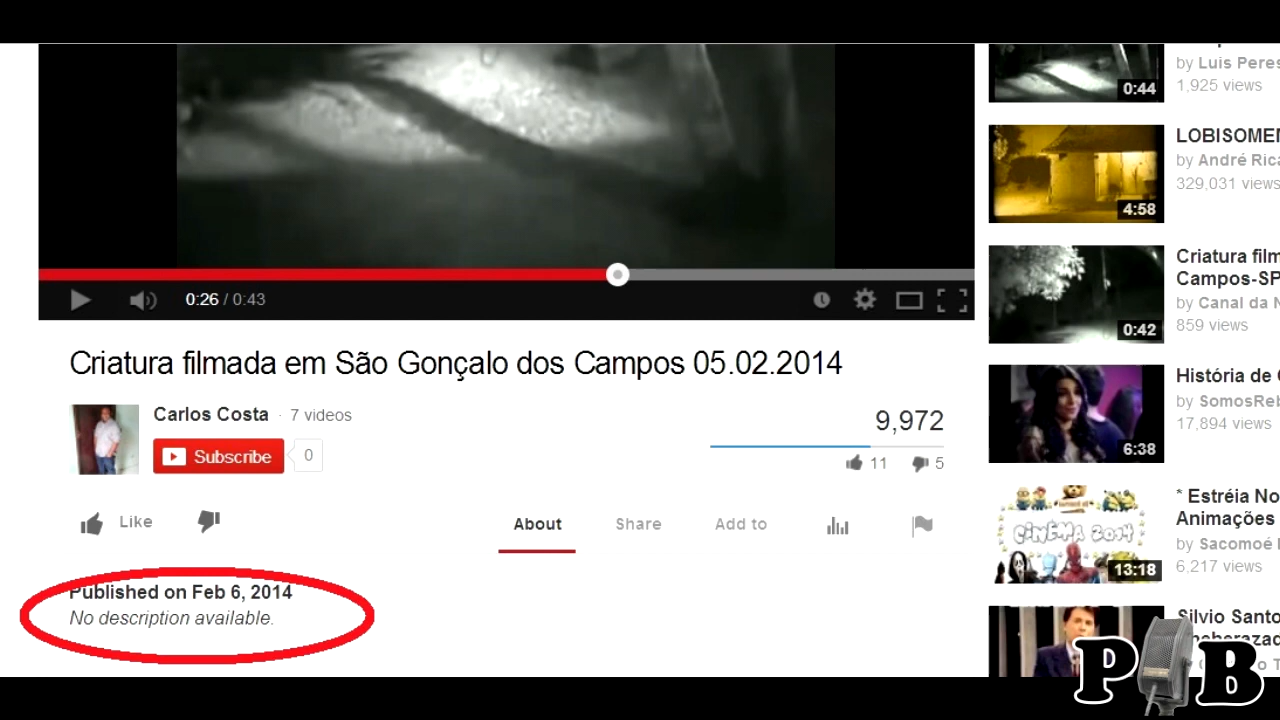 by Luis Peres
1,925 views
0:44
LOBISOMEN
by André Rica
329,031 views
4:58
0:26 / 0:43
Criatura film
Campos-SP
by Canal da N
859 views
0:42
Criatura filmada em São Gonçalo dos Campos 05.02.2014
Carlos Costa · 7 videos
Subscribe 0
9,972
11 5
História de
by SomosReb
17,894 views
6:38
Like
About Share Add to
* Estréia No
Animações
by Sacomoé
6,217 views
CINEMA 2014
13:18
Published on Feb 6, 2014
No description available.
Silvio Santo
P B